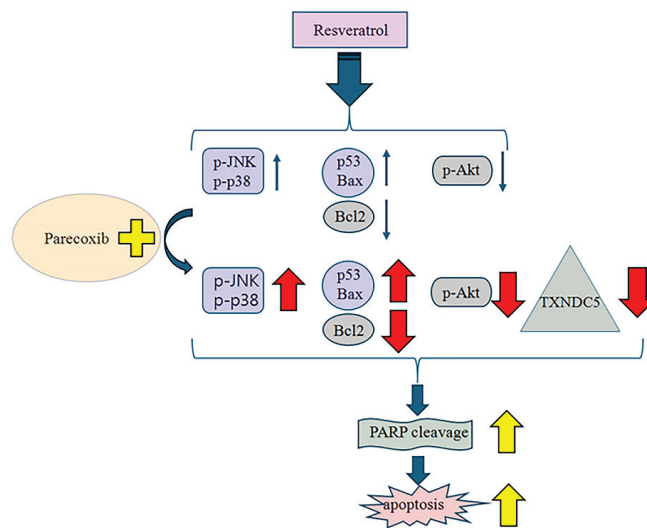 Resveratrol
p-JNK
p-p38
p53
Bax
Bcl2
p-Akt
Parecoxib
p-JNK
p-p38
p53
Bax
Bcl2
p-Akt
TXNDC5
PARP cleavage
apoptosis